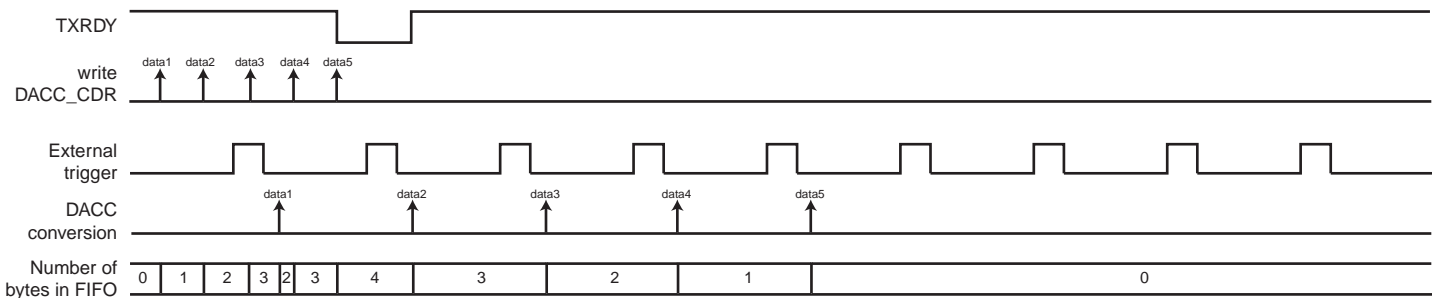 TXRDY
write
DACC_CDR
data1 data2 data3 data4 data5
External
trigger
DACC
conversion
data1 data2 data3 data4 data5
Number of
bytes in FIFO
0 1 2 3 2 3 4 3 2 1 0